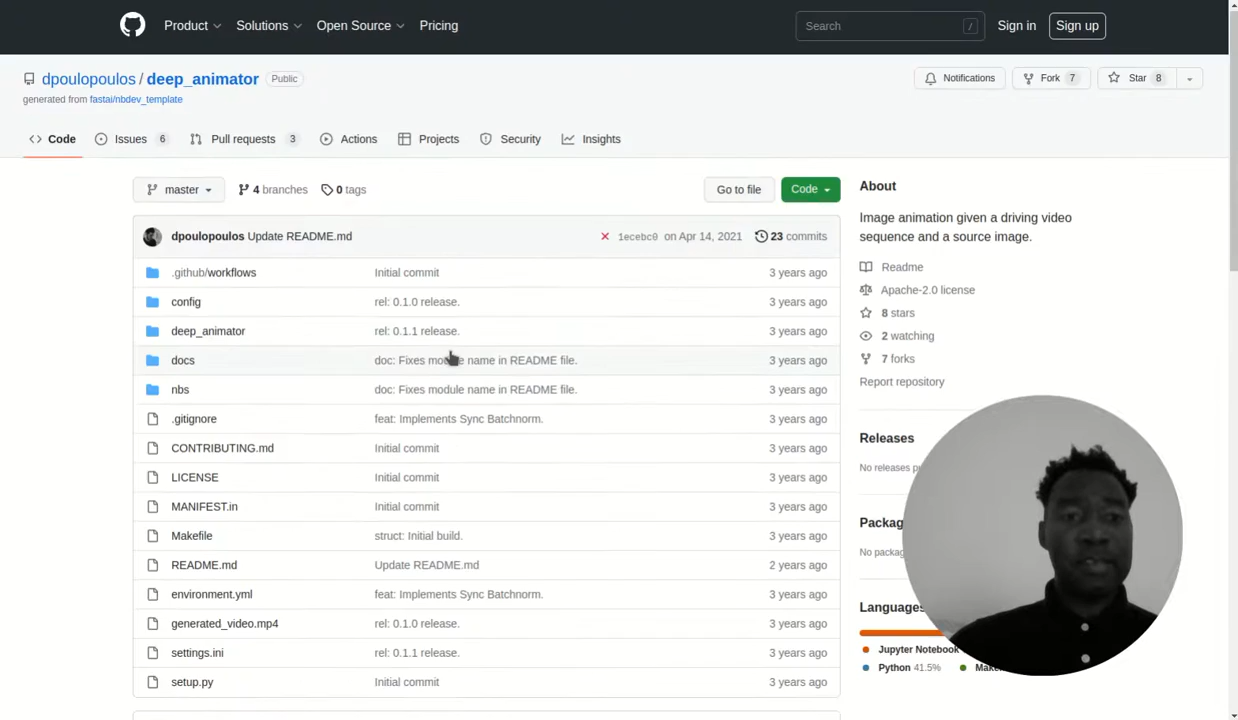 Product Solutions Open Source Pricing Search / Sign in Sign up
dpoulopoulos / deep_animator Public Notifications Fork 7 Star 8
generated from fastai/nbdev_template
Code Issues 6 Pull requests 3 Actions Projects Security Insights
master 4 branches 0 tags Go to file Code
dpoulopoulos Update README.md 1ecebc0 on Apr 14, 2021 23 commits
.github/workflows Initial commit 3 years ago
config rel: 0.1.0 release. 3 years ago
deep_animator rel: 0.1.1 release. 3 years ago
docs doc: Fixes module name in README file. 3 years ago
nbs doc: Fixes module name in README file. 3 years ago
.gitignore feat: Implements Sync Batchnorm. 3 years ago
CONTRIBUTING.md Initial commit 3 years ago
LICENSE Initial commit 3 years ago
MANIFEST.in Initial commit 3 years ago
Makefile struct: Initial build. 3 years ago
README.md Update README.md 2 years ago
environment.yml feat: Implements Sync Batchnorm. 3 years ago
generated_video.mp4 rel: 0.1.0 release. 3 years ago
settings.ini rel: 0.1.1 release. 3 years ago
setup.py Initial commit 3 years ago
About
Image animation given a driving video
sequence and a source image.
Readme
Apache-2.0 license
8 stars
2 watching
7 forks
Report repository
Releases
No releases
Packag
No packag
Languages
Jupyter Notebook
Python 41.5%